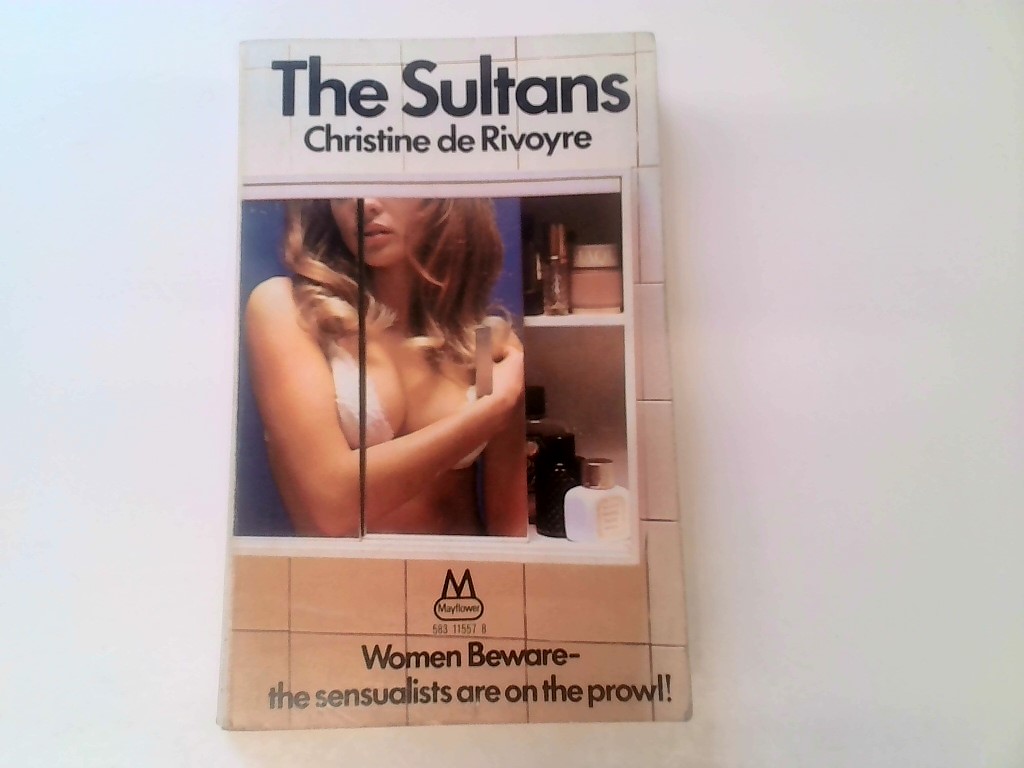 The Sultans
Christine de Rivoyre
M
Mayflower
583 11557 8
Women Beware-
the sensualists are on the prowl!